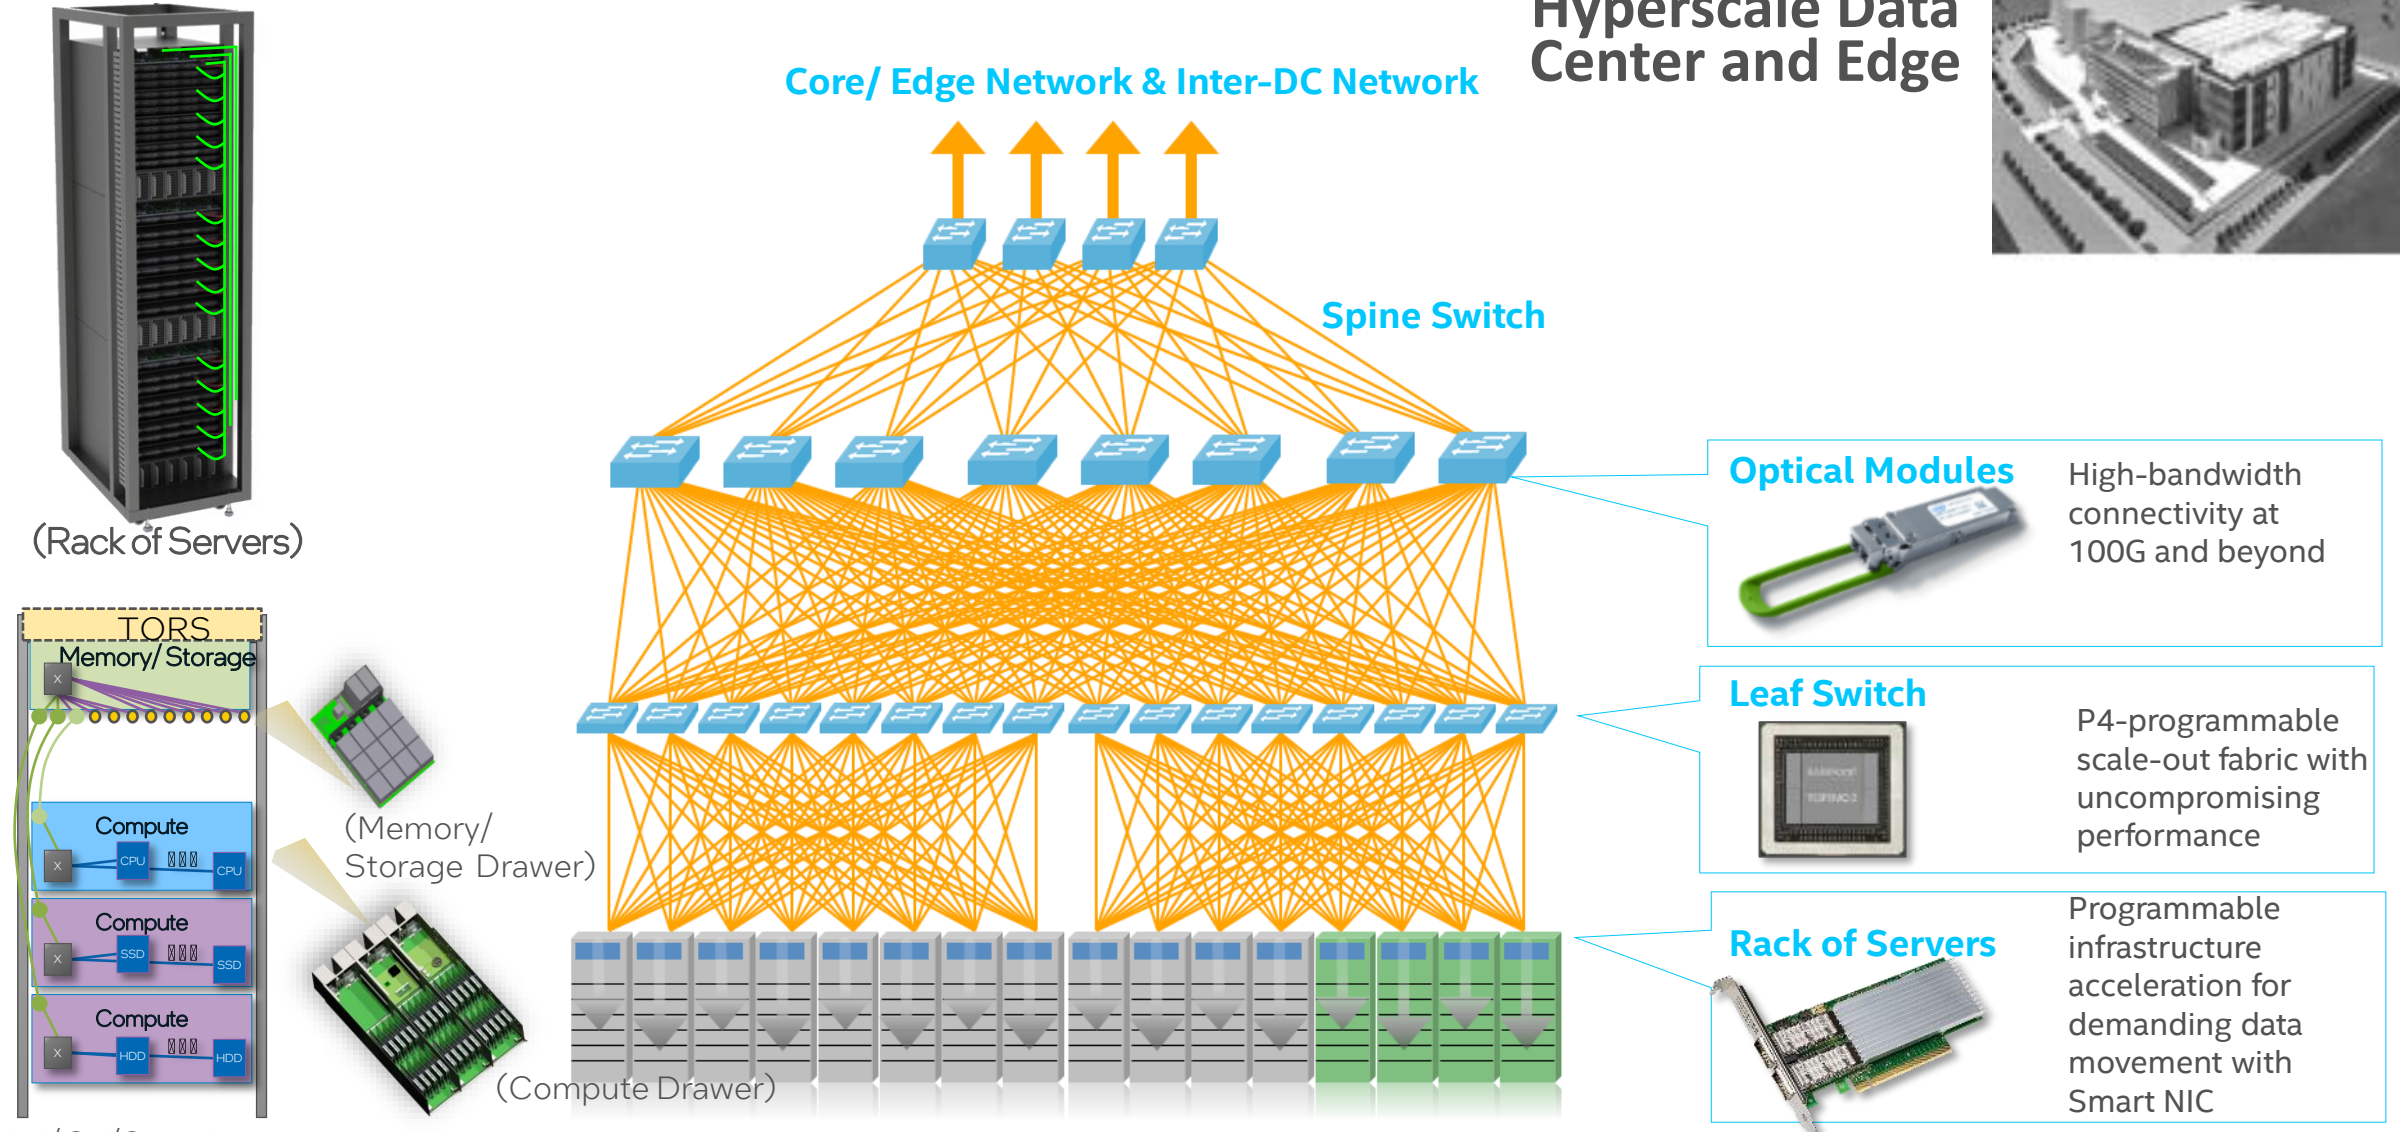 Hyperscale Data
Center and Edge
Core/ Edge Network & Inter-DC Network
Spine Switch
(Rack of Servers)
TORS
Memory/ Storage
X
Compute
X
CPU
CPU
Compute
X
SSD
SSD
Compute
X
HDD
HDD
(Memory/
Storage Drawer)
(Compute Drawer)
Optical Modules
High-bandwidth
connectivity at
100G and beyond
Leaf Switch
P4-programmable
scale-out fabric with
uncompromising
performance
Rack of Servers
Programmable
infrastructure
acceleration for
demanding data
movement with
Smart NIC